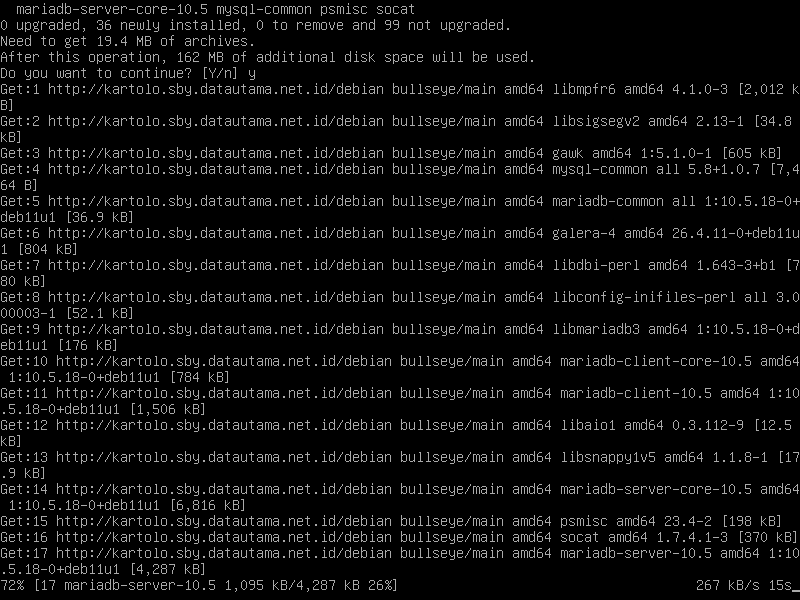 mariadb-server-core-10.5 mysql-common psmisc socat
0 upgraded, 36 newly installed, 0 to remove and 99 not upgraded.
Need to get 19.4 MB of archives.
After this operation, 162 MB of additional disk space will be used.
Do you want to continue? [Y/n] y
Get:1 http://kartolo.sby.datautama.net.id/debian bullseye/main amd64 libmpfr6 amd64 4.1.0-3 [2,012 k
B]
Get:2 http://kartolo.sby.datautama.net.id/debian bullseye/main amd64 libsigsegv2 amd64 2.13-1 [34.8
kB]
Get:3 http://kartolo.sby.datautama.net.id/debian bullseye/main amd64 gawk amd64 1:5.1.0-1 [605 kB]
Get:4 http://kartolo.sby.datautama.net.id/debian bullseye/main amd64 mysql-common all 5.8+1.0.7 [7,4
64 B]
Get:5 http://kartolo.sby.datautama.net.id/debian bullseye/main amd64 mariadb-common all 1:10.5.18-0+
deb11u1 [36.9 kB]
Get:6 http://kartolo.sby.datautama.net.id/debian bullseye/main amd64 galera-4 amd64 26.4.11-0+deb11u
1 [804 kB]
Get:7 http://kartolo.sby.datautama.net.id/debian bullseye/main amd64 libdbi-perl amd64 1.643-3+b1 [7
80 kB]
Get:8 http://kartolo.sby.datautama.net.id/debian bullseye/main amd64 libconfig-inifiles-perl all 3.0
00003-1 [52.1 kB]
Get:9 http://kartolo.sby.datautama.net.id/debian bullseye/main amd64 libmariadb3 amd64 1:10.5.18-0+d
eb11u1 [176 kB]
Get:10 http://kartolo.sby.datautama.net.id/debian bullseye/main amd64 mariadb-client-core-10.5 amd64
1:10.5.18-0+deb11u1 [784 kB]
Get:11 http://kartolo.sby.datautama.net.id/debian bullseye/main amd64 mariadb-client-10.5 amd64 1:10
.5.18-0+deb11u1 [1,506 kB]
Get:12 http://kartolo.sby.datautama.net.id/debian bullseye/main amd64 libaio1 amd64 0.3.112-9 [12.5
kB]
Get:13 http://kartolo.sby.datautama.net.id/debian bullseye/main amd64 libsnappy1v5 amd64 1.1.8-1 [17
.9 kB]
Get:14 http://kartolo.sby.datautama.net.id/debian bullseye/main amd64 mariadb-server-core-10.5 amd64
1:10.5.18-0+deb11u1 [6,816 kB]
Get:15 http://kartolo.sby.datautama.net.id/debian bullseye/main amd64 psmisc amd64 23.4-2 [198 kB]
Get:16 http://kartolo.sby.datautama.net.id/debian bullseye/main amd64 socat amd64 1.7.4.1-3 [370 kB]
Get:17 http://kartolo.sby.datautama.net.id/debian bullseye/main amd64 mariadb-server-10.5 amd64 1:10
.5.18-0+deb11u1 [4,287 kB]
72% [17 mariadb-server-10.5 1,095 kB/4,287 kB 26%] 267 kB/s 15s_